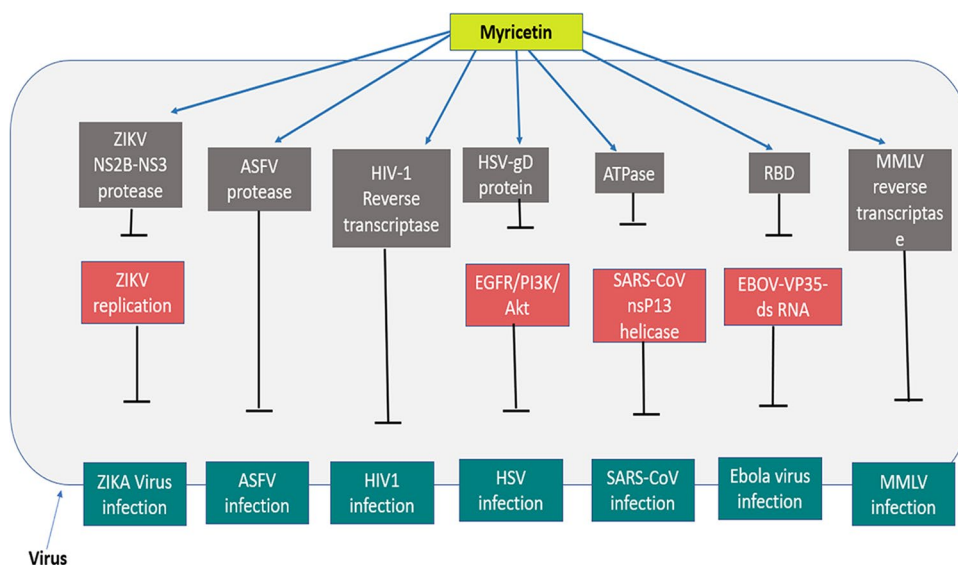 Myricetin
ZIKV
NS2B-NS3
protease
ASFV
protease
HIV-1
Reverse
transcriptase
HSV-gD
protein
ATPase
RBD
MMLV
reverse
transcriptas
e
ZIKV
replication
EGFR/PI3K/
Akt
SARS-CoV
nsP13
helicase
EBOV-VP35-
ds RNA
ZIKA Virus
infection
ASFV
infection
HIV1
infection
HSV
infection
SARS-CoV
infection
Ebola virus
infection
MMLV
infection
Virus